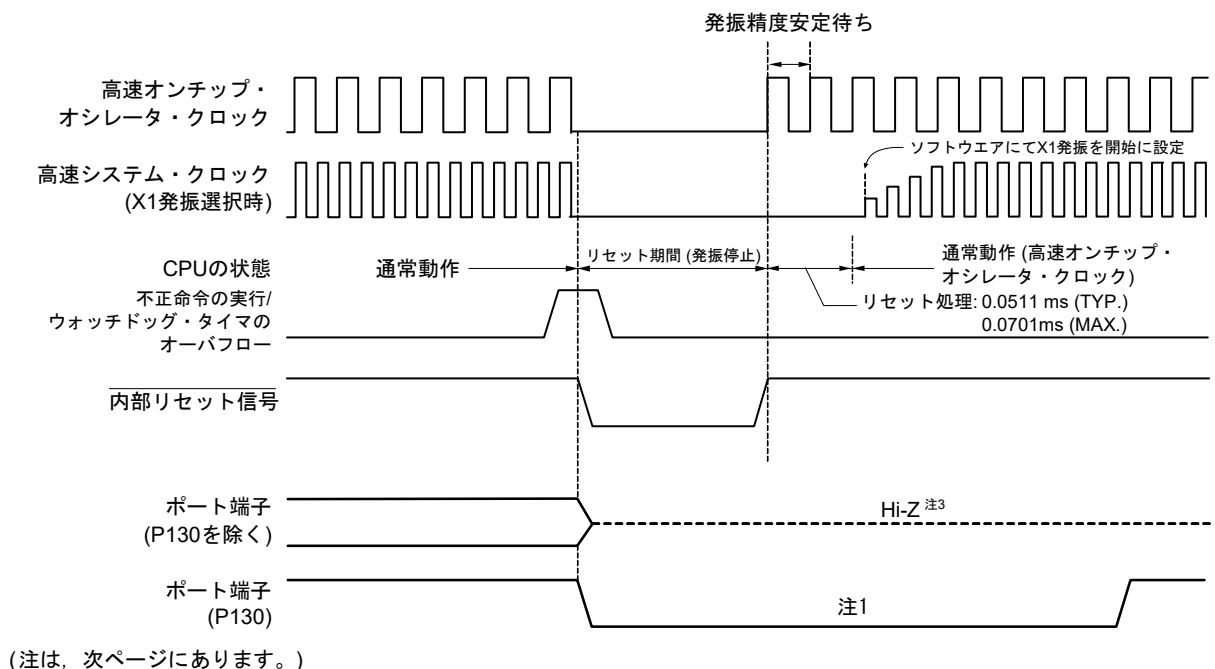 発振精度安定待ち
高速オンチップ・
オシレータ・クロック
ソフトウエアにてX1発振を開始に設定
高速システム・クロック
(X1発振選択時)
CPUの状態
通常動作
リセット期間 (発振停止)
通常動作 (高速オンチップ・
オシレータ・クロック)
リセット処理: 0.0511 ms (TYP.)
0.0701ms (MAX.)
不正命令の実行/
ウォッチドッグ・タイマの
オーバフロー
内部リセット信号
ポート端子
(P130を除く)
Hi-Z 注3
ポート端子
(P130)
注1
(注は，次ページにあります。)